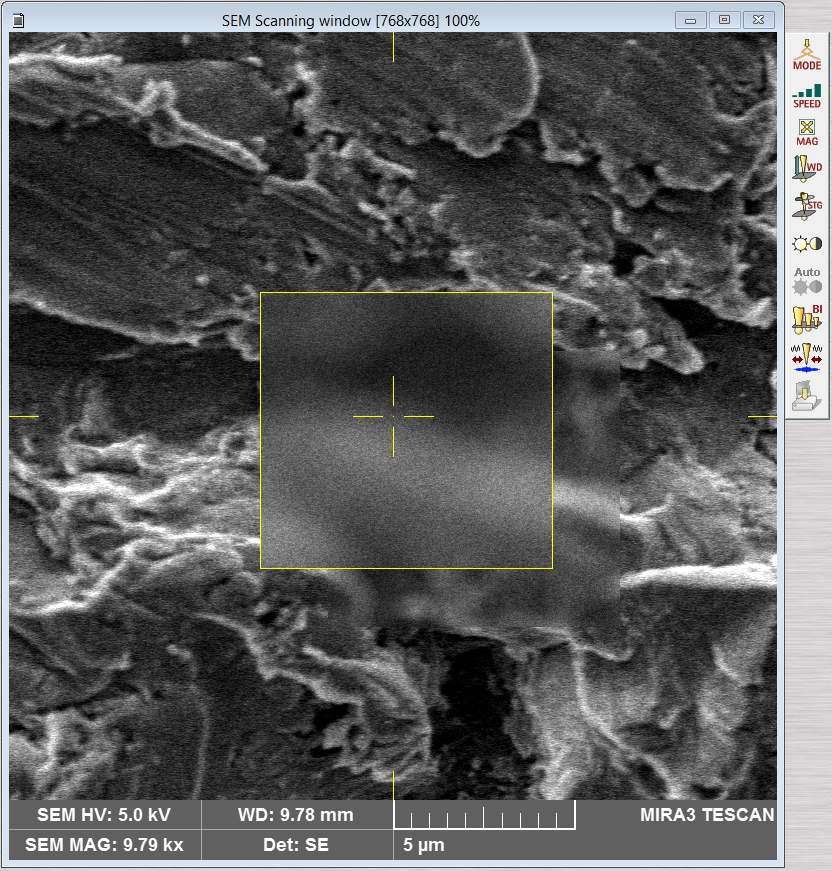 SEM Scanning window [768x768] 100%
MODE
SPEED
MAG
WD
STG
Auto
BI
SEM HV: 5.0 kV WD: 9.78 mm MIRA3 TESCAN
SEM MAG: 9.79 kx Det: SE 5 µm